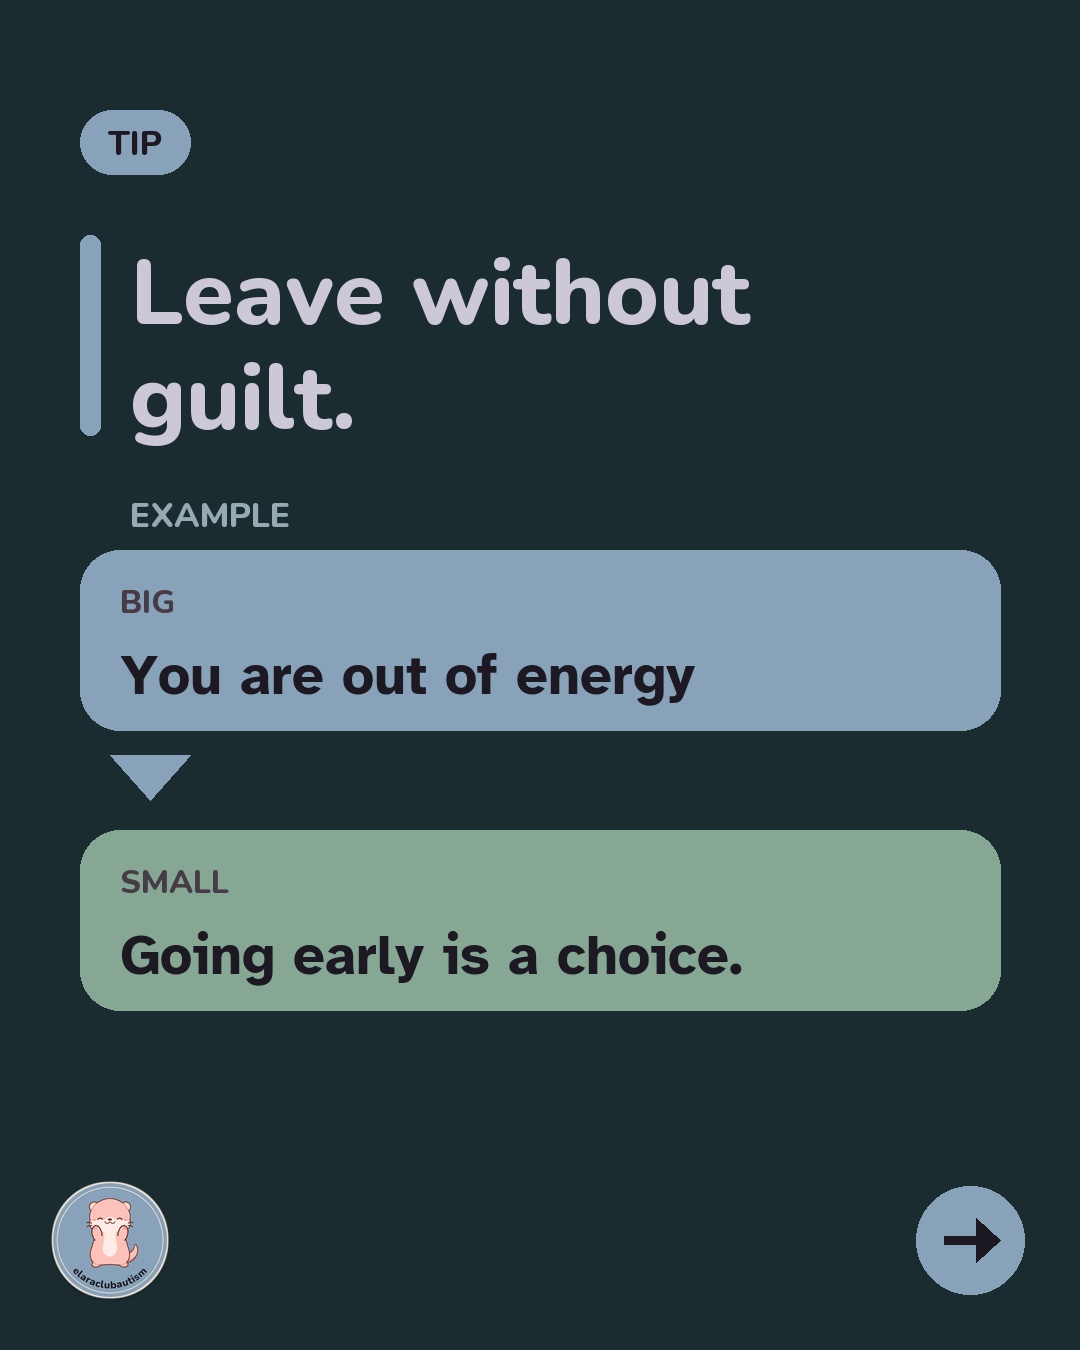 TIP
Leave without
guilt.
EXAMPLE
BIG
You are out of energy
SMALL
Going early is a choice.
elaraclubautism